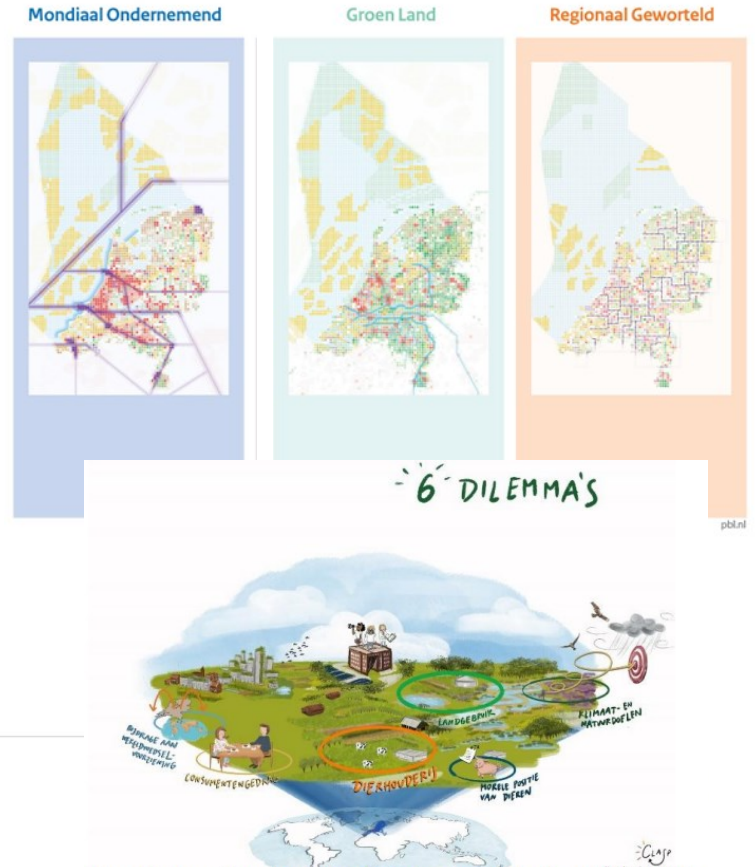 Mondiaal Ondernemend
Groen Land
Regionaal Geworteld
pbl.nl
6 DILEMMA'S
BIJDRAGE AAN
WERELDVOEDSEL-
VOORZIENING
CONSUMENTENGEDRAG
DIERHOUDERIJ
LANDGEBRUIK
KLIMAAT- EN
NATUURDOELEN
MORELE POSITIE
VAN DIEREN
CLASP